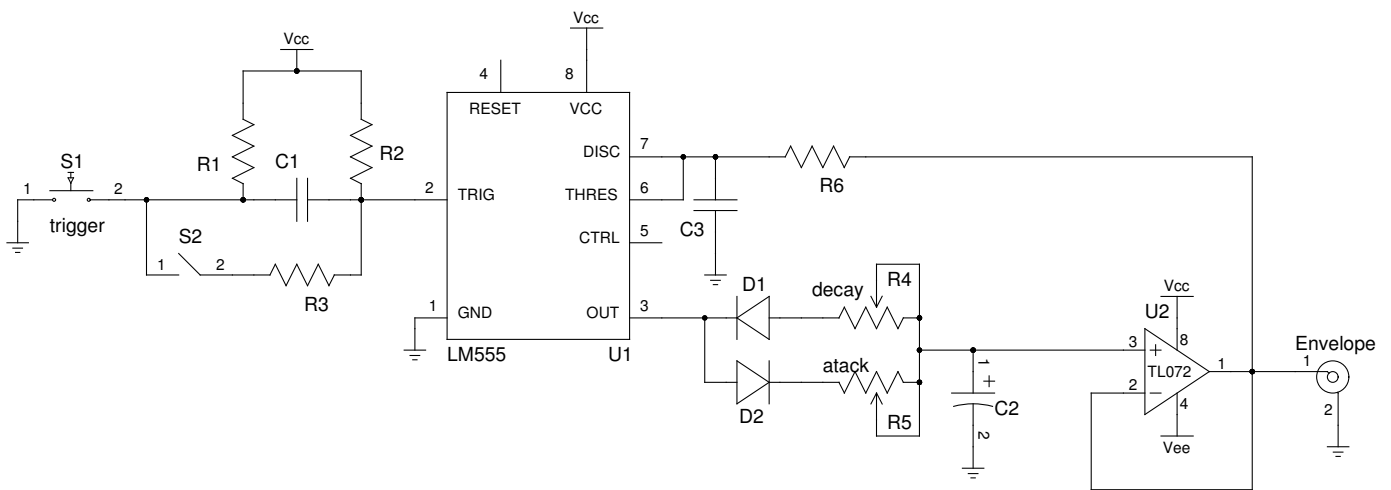 Vcc
Vcc
4
8
RESET
VCC
R1
C1
R2
S1
1
2
trigger
S2
1
2
R3
2
TRIG
1
GND
LM555
U1
DISC
7
THRES
6
CTRL
5
OUT
3
C3
R6
D1
decay
R4
D2
atack
R5
1
+
C2
2
Vcc
U2
8
3
+
TL072
1
2
−
4
Vee
Envelope
1
2